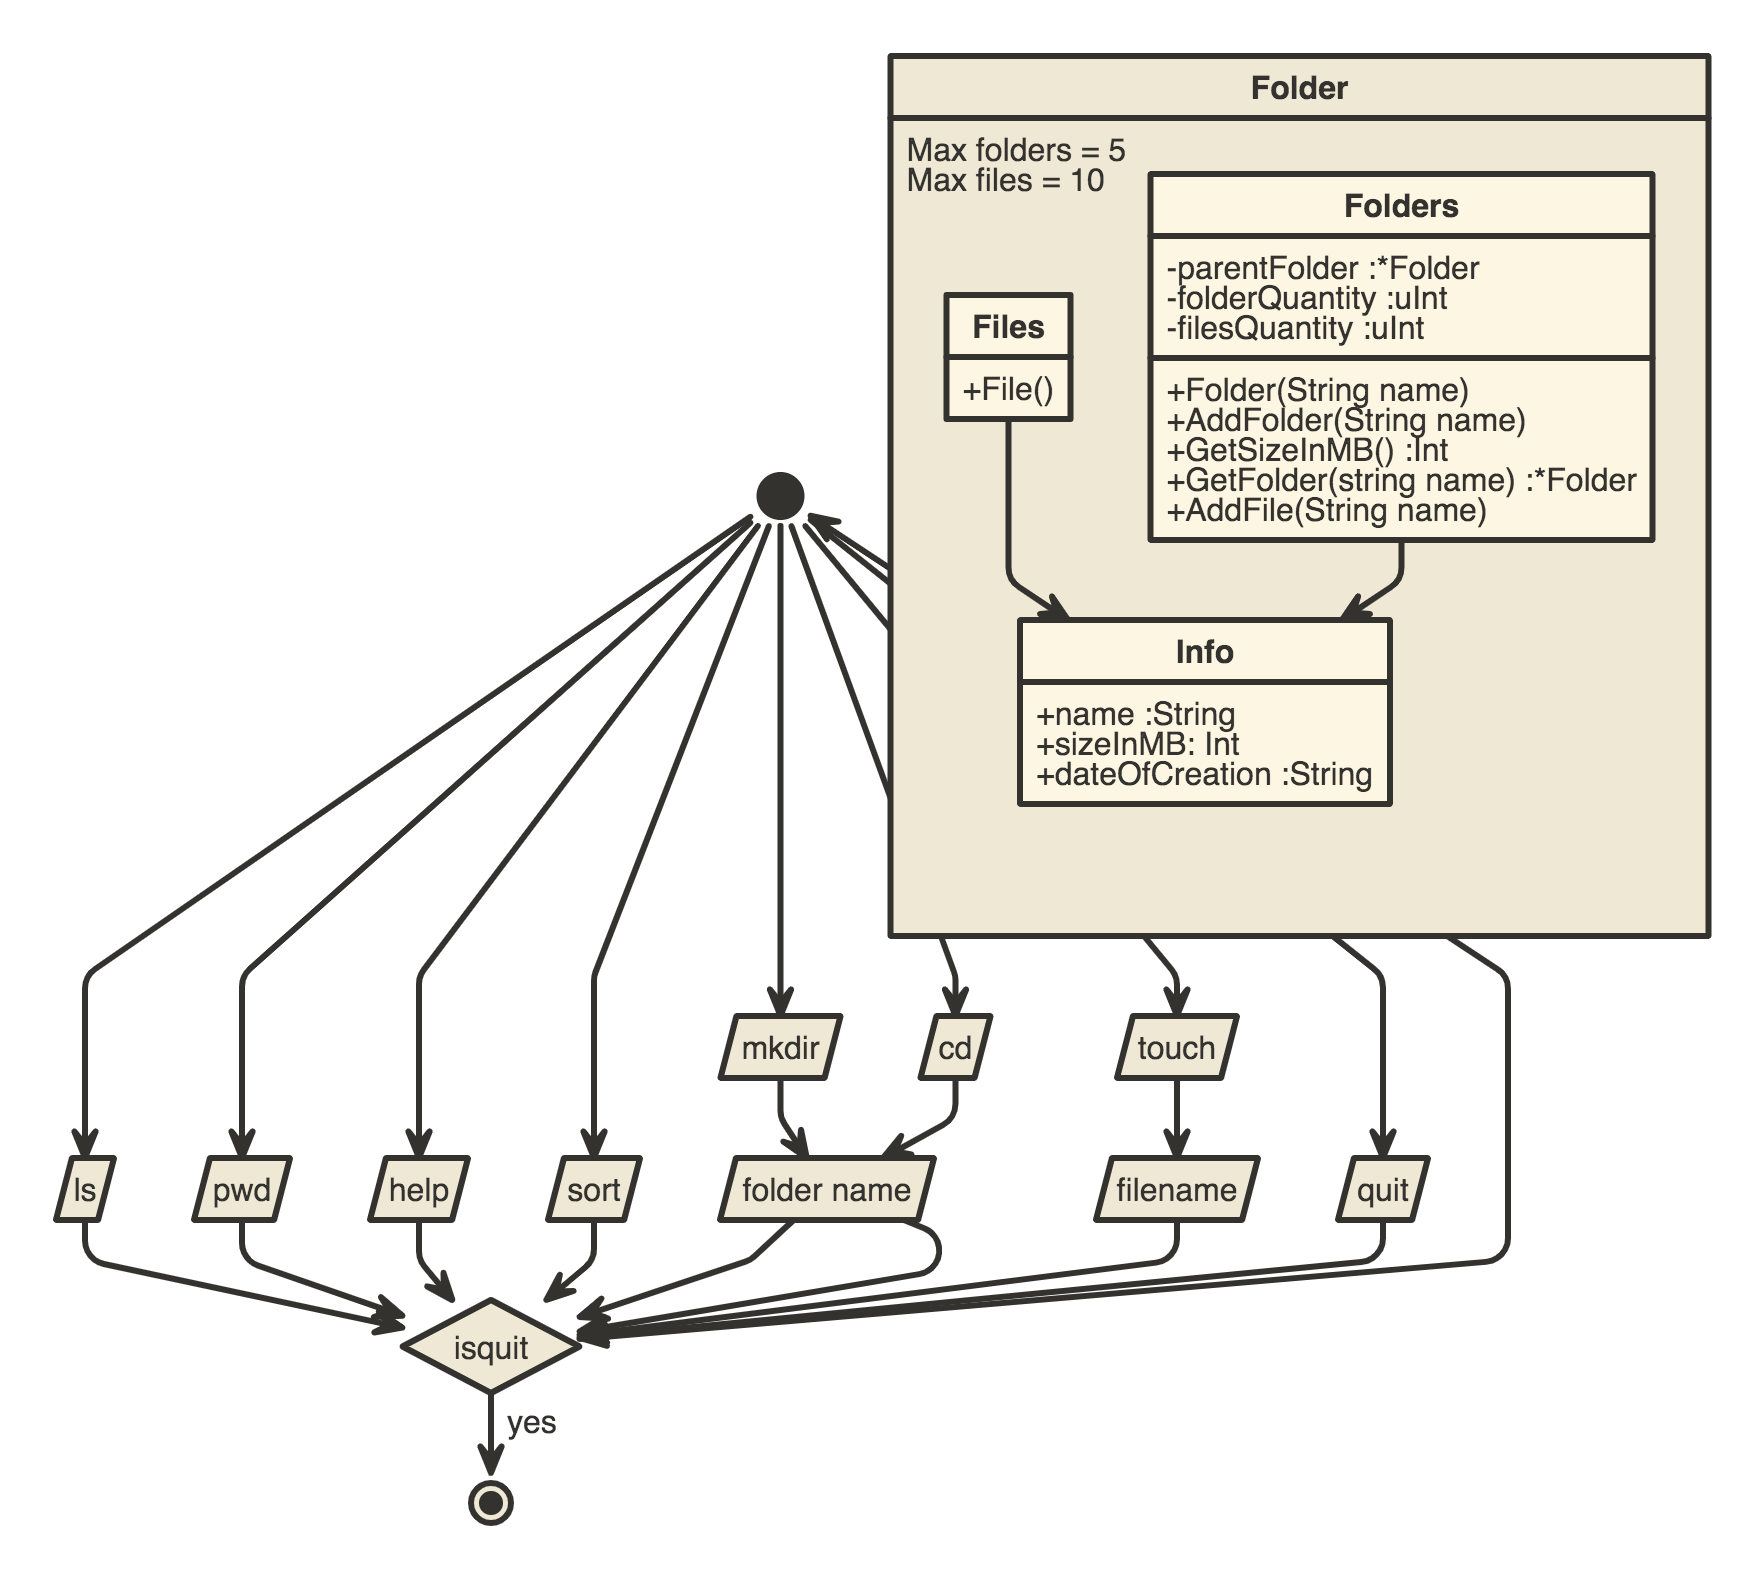 Folder
Max folders = 5
Max files = 10
Folders
-parentFolder :*Folder
-folderQuantity :uInt
-filesQuantity :uInt
Files
+File()
+Folder(String name)
+AddFolder(String name)
+GetSizeInMB() :Int
+GetFolder(string name) :*Folder
+AddFile(String name)
Info
+name :String
+sizeInMB: Int
+dateOfCreation :String
mkdir
cd
touch
ls
pwd
help
sort
folder name
filename
quit
isquit
yes